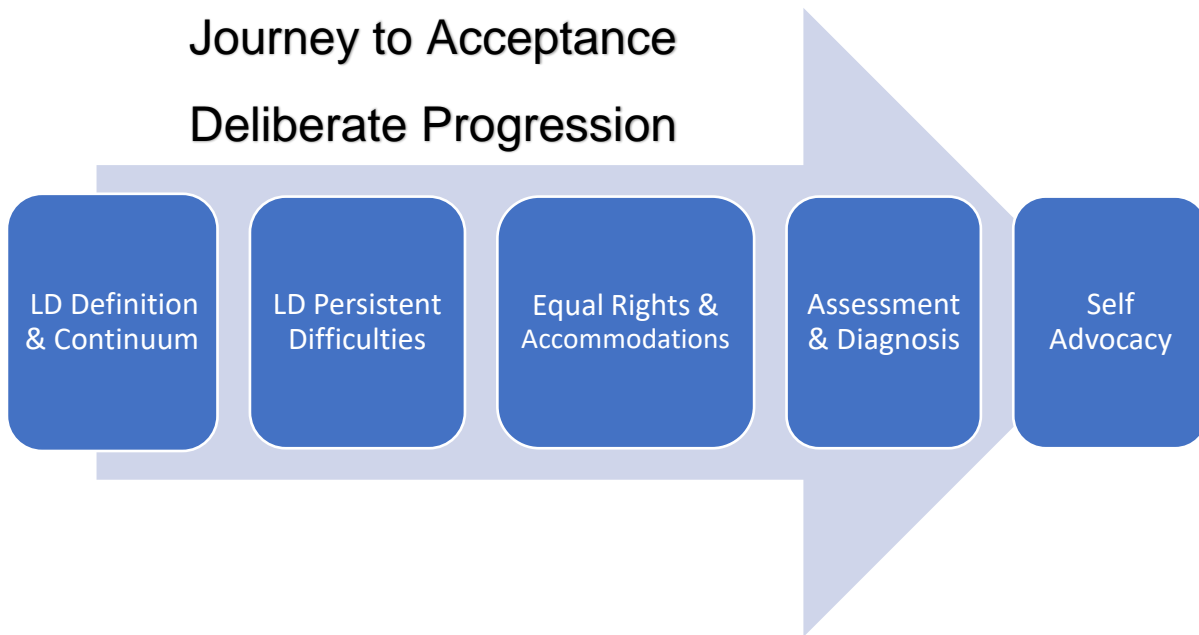 Journey to Acceptance
Deliberate Progression
LD Definition
& Continuum
LD Persistent
Difficulties
Equal Rights &
Accommodations
Assessment
& Diagnosis
Self
Advocacy